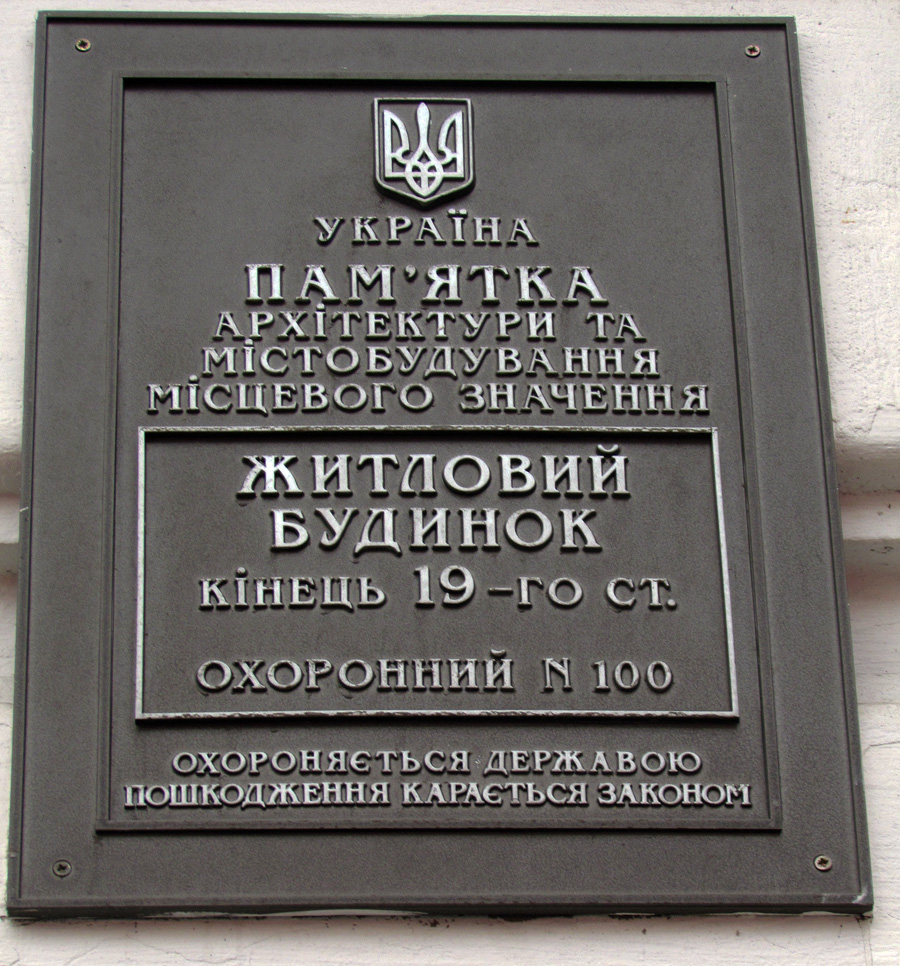 УКРАЇНА
ПАМ’ЯТКА
АРХІТЕКТУРИ ТА
МІСТОБУДУВАННЯ
МІСЦЕВОГО ЗНАЧЕННЯ
ЖИТЛОВИЙ
БУДИНОК
КІНЕЦЬ 19-ГО СТ.
ОХОРОННИЙ N 100
ОХОРОНЯЄТЬСЯ ДЕРЖАВОЮ
ПОШКОДЖЕННЯ КАРАЄТЬСЯ ЗАКОНОМ